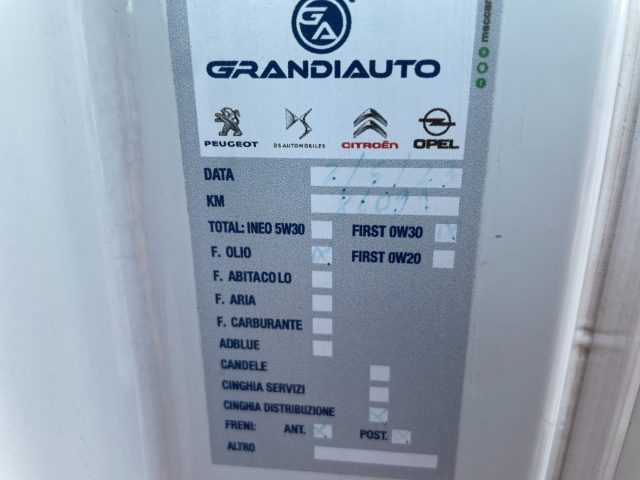 GA
GRANDIAUTO
PEUGEOT DS AUTOMOBILES CITROËN OPEL
DATA
KM
TOTAL: INEO 5W30 FIRST 0W30
F. OLIO FIRST 0W20
F. ABITACOLO
F. ARIA
F. CARBURANTE
ADBLUE
CANDELE
CINGHIA SERVIZI
CINGHIA DISTRIBUZIONE
FRENI: ANT. POST.
ALTRO